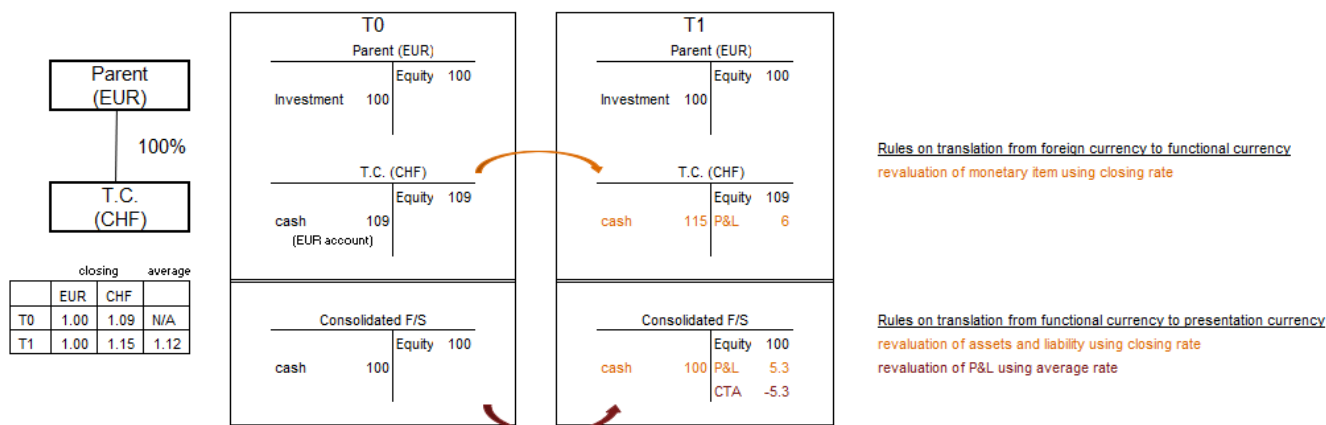 T0
T1
Parent (EUR)
Parent (EUR)
Parent
(EUR)
Equity 100
Equity 100
Investment 100
Investment 100
100%
Rules on translation from foreign currency to functional currency
T.C. (CHF)
T.C. (CHF)
revaluation of monetary item using closing rate
T.C.
(CHF)
Equity 109
Equity 109
cash 109
cash 115 P&L 6
(EUR account)
closing average
EUR CHF
T0 1.00 1.09 N/A
T1 1.00 1.15 1.12
Consolidated F/S
Consolidated F/S
Rules on translation from functional currency to presentation currency
Equity 100
Equity 100
revaluation of assets and liability using closing rate
cash 100
cash 100 P&L 5.3
revaluation of P&L using average rate
CTA -5.3